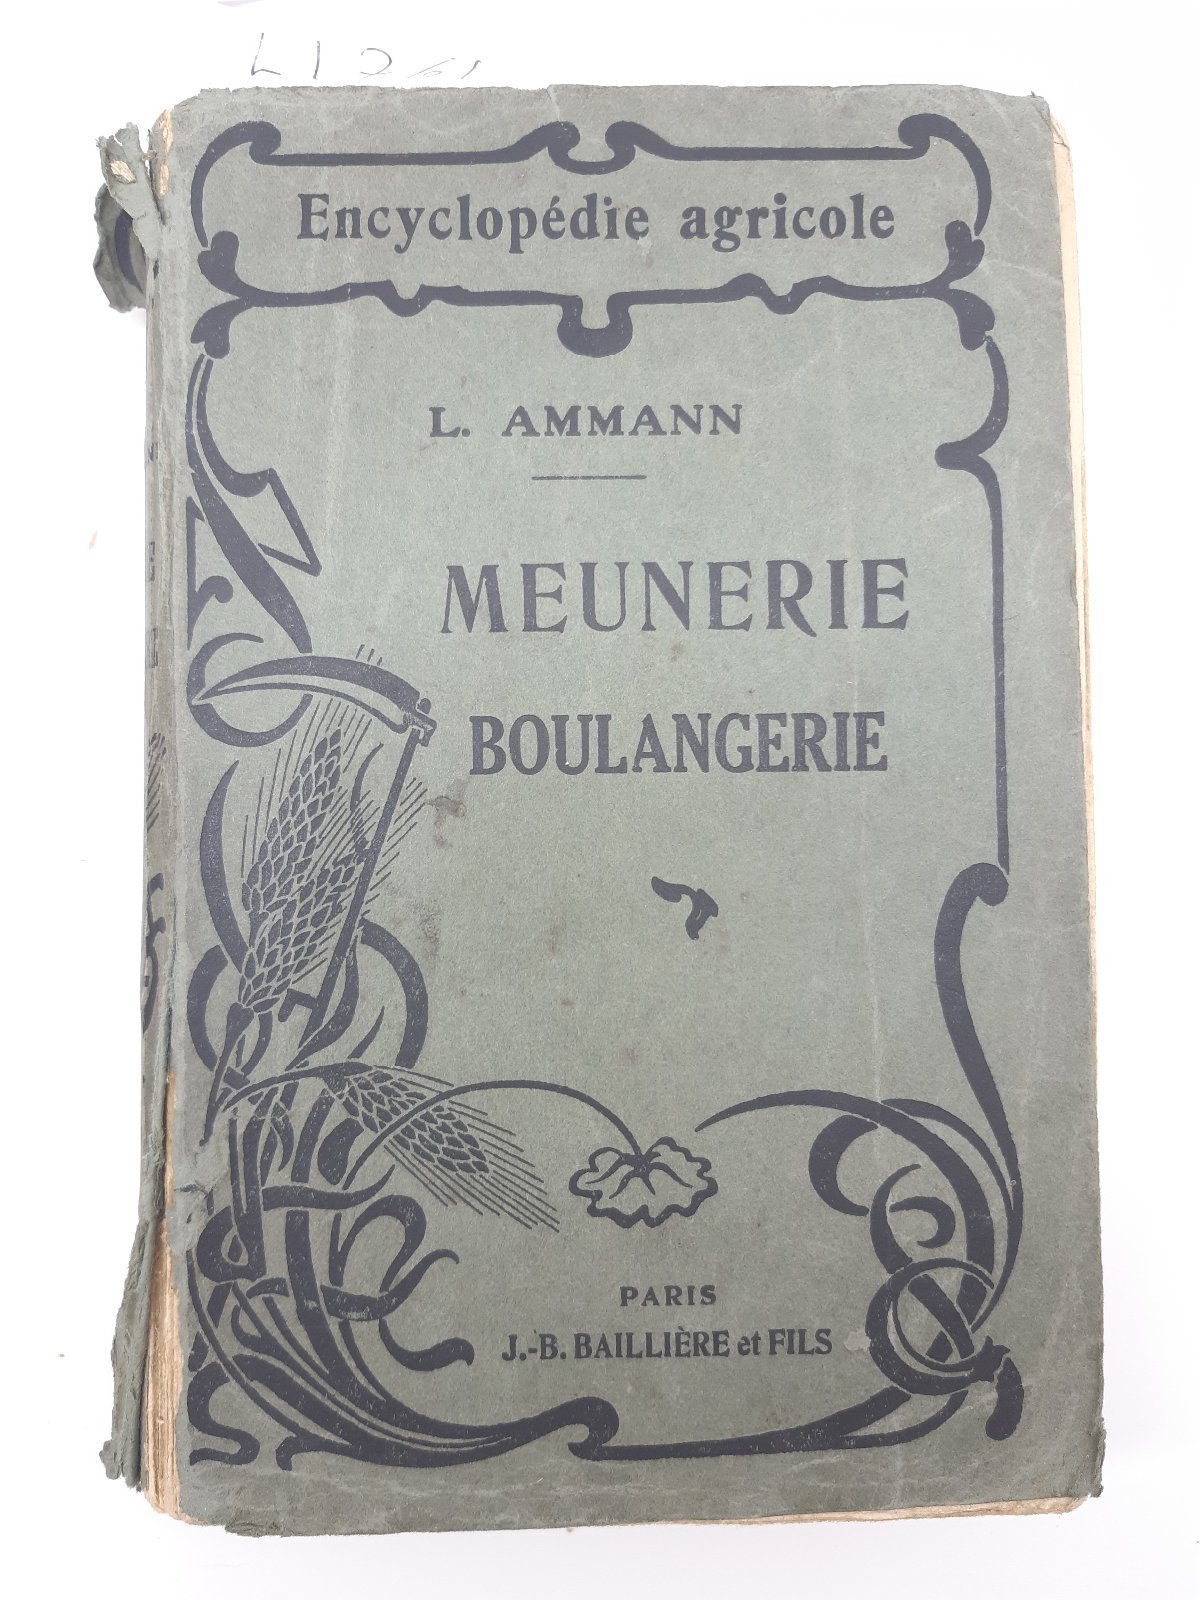 Encyclopédie agricole
L. AMMANN
MEUNERIE
BOULANGERIE
PARIS
J.-B. BAILLIÈRE et FILS